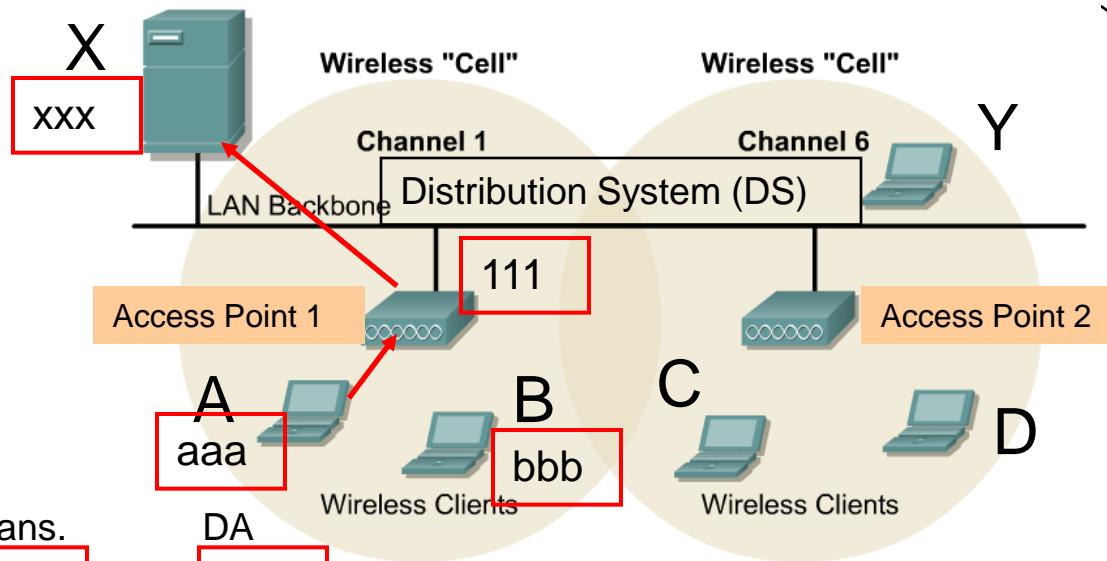 X
Wireless "Cell"
Wireless "Cell"
xxx
Y
Channel 1
Channel 6
Distribution System (DS)
LAN Backbone
111
Access Point 1
Access Point 2
A
B
C
D
aaa
bbb
Wireless Clients
Wireless Clients
DA